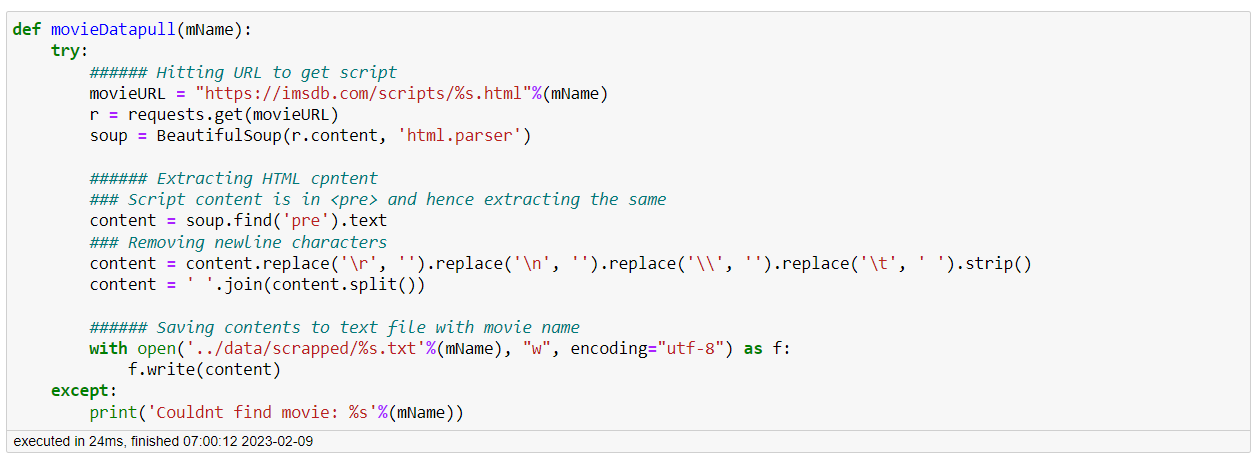 def movieDatapull(mName):
    try:
        ###### Hitting URL to get script
        movieURL = "https://imsdb.com/scripts/%s.html"%(mName)
        r = requests.get(movieURL)
        soup = BeautifulSoup(r.content, 'html.parser')

        ###### Extracting HTML cpntent
        ### Script content is in <pre> and hence extracting the same
        content = soup.find('pre').text
        ### Removing newline characters
        content = content.replace('\r', '').replace('\n', '').replace('\\', '').replace('\t', ' ').strip()
        content = ' '.join(content.split())

        ###### Saving contents to text file with movie name
        with open('../data/scrapped/%s.txt'%(mName), "w", encoding="utf-8") as f:
            f.write(content)
    except:
        print('Couldnt find movie: %s'%(mName))
executed in 24ms, finished 07:00:12 2023-02-09